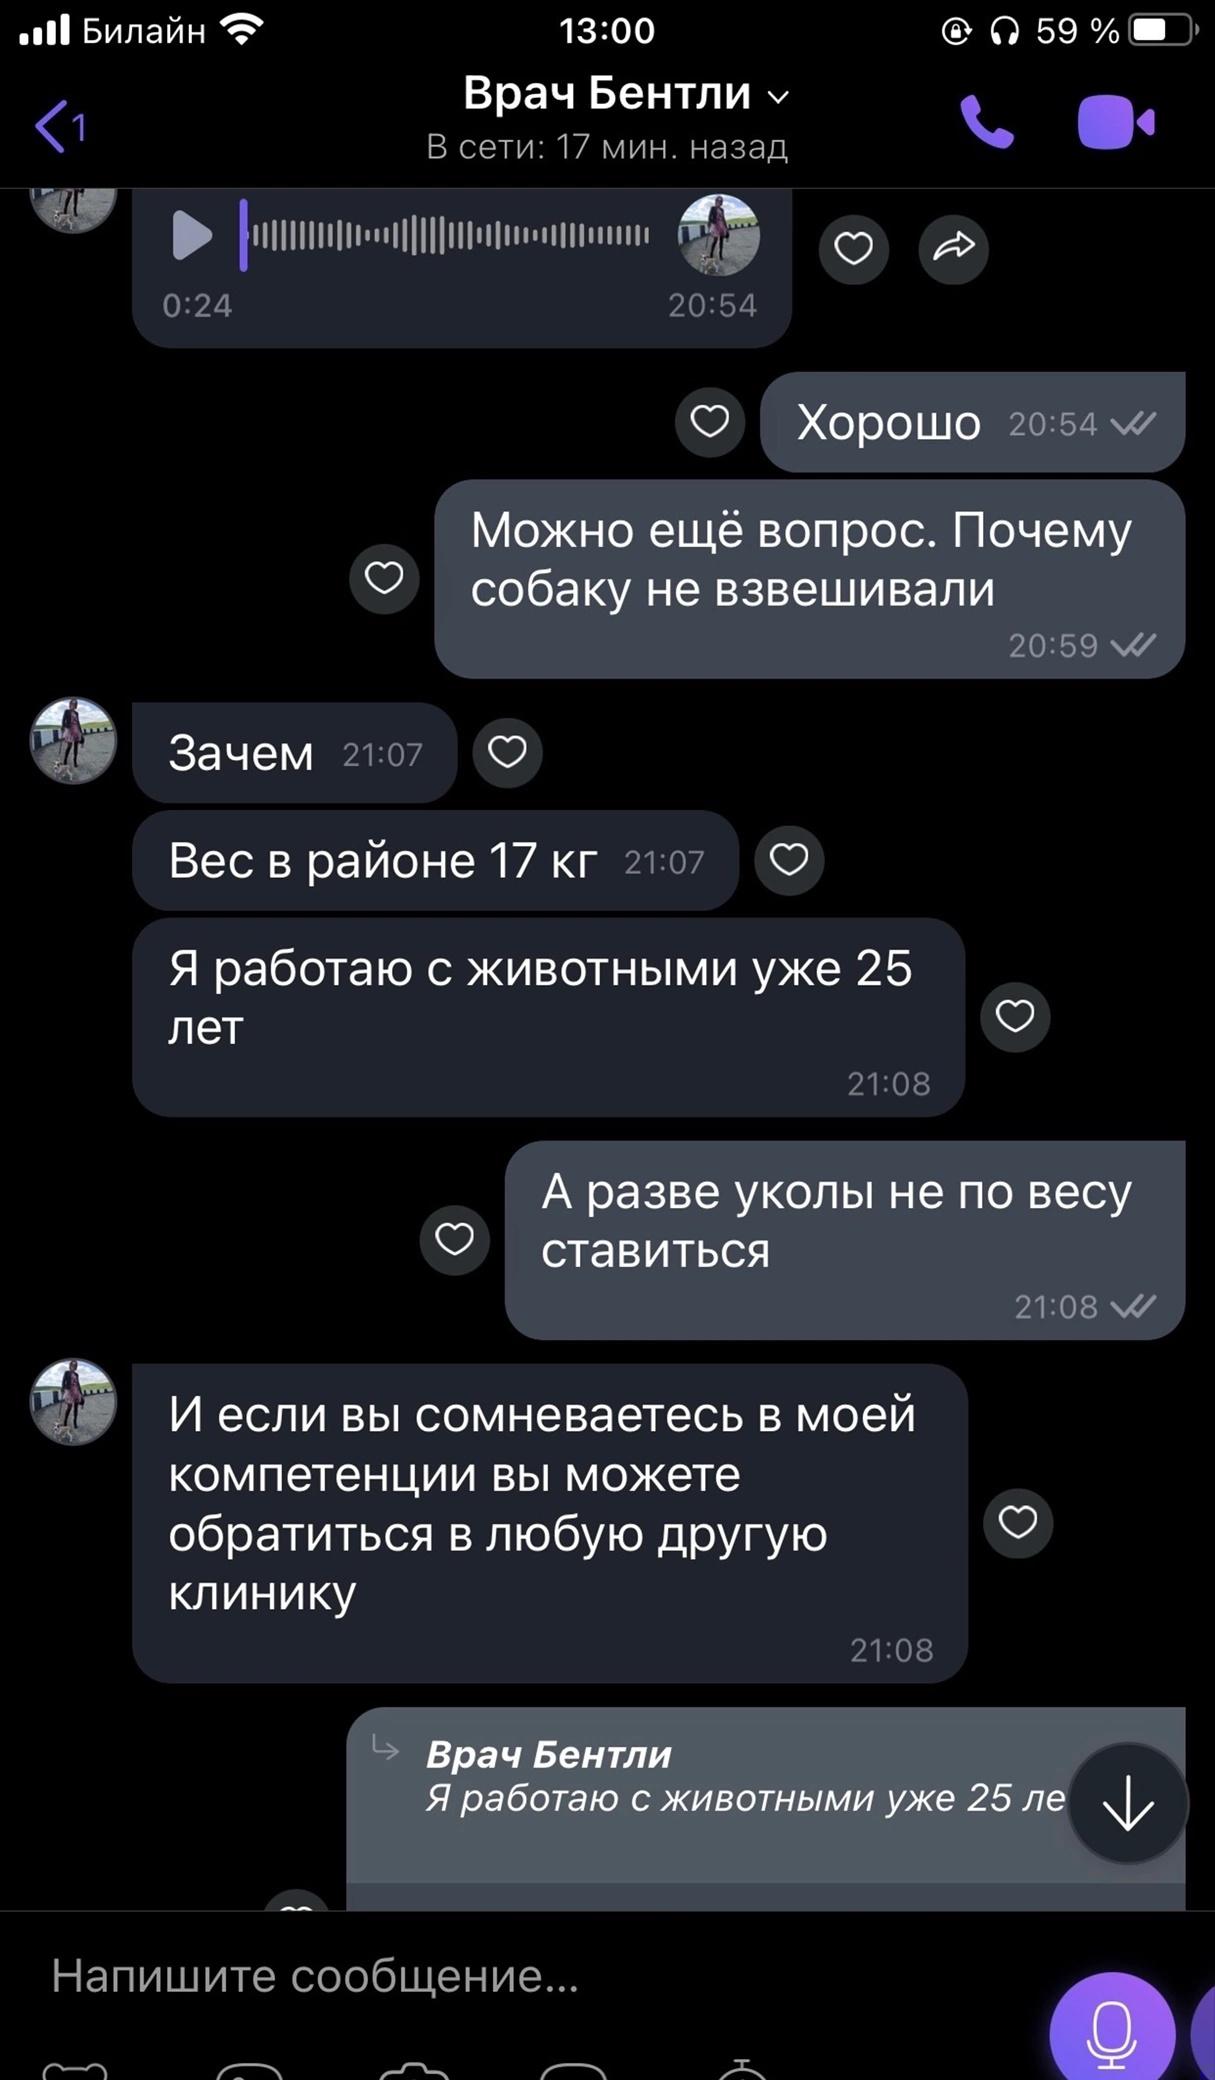 Билайн 13:00 59 %
1 Врач Бентли
В сети: 17 мин. назад
0:24 20:54
Хорошо 20:54
Можно ещё вопрос. Почему
собаку не взвешивали
20:59
Зачем 21:07
Вес в районе 17 кг 21:07
Я работаю с животными уже 25
лет
21:08
А разве уколы не по весу
ставиться
21:08
И если вы сомневаетесь в моей
компетенции вы можете
обратиться в любую другую
клинику
21:08
Врач Бентли
Я работаю с животными уже 25 ле
Напишите сообщение...